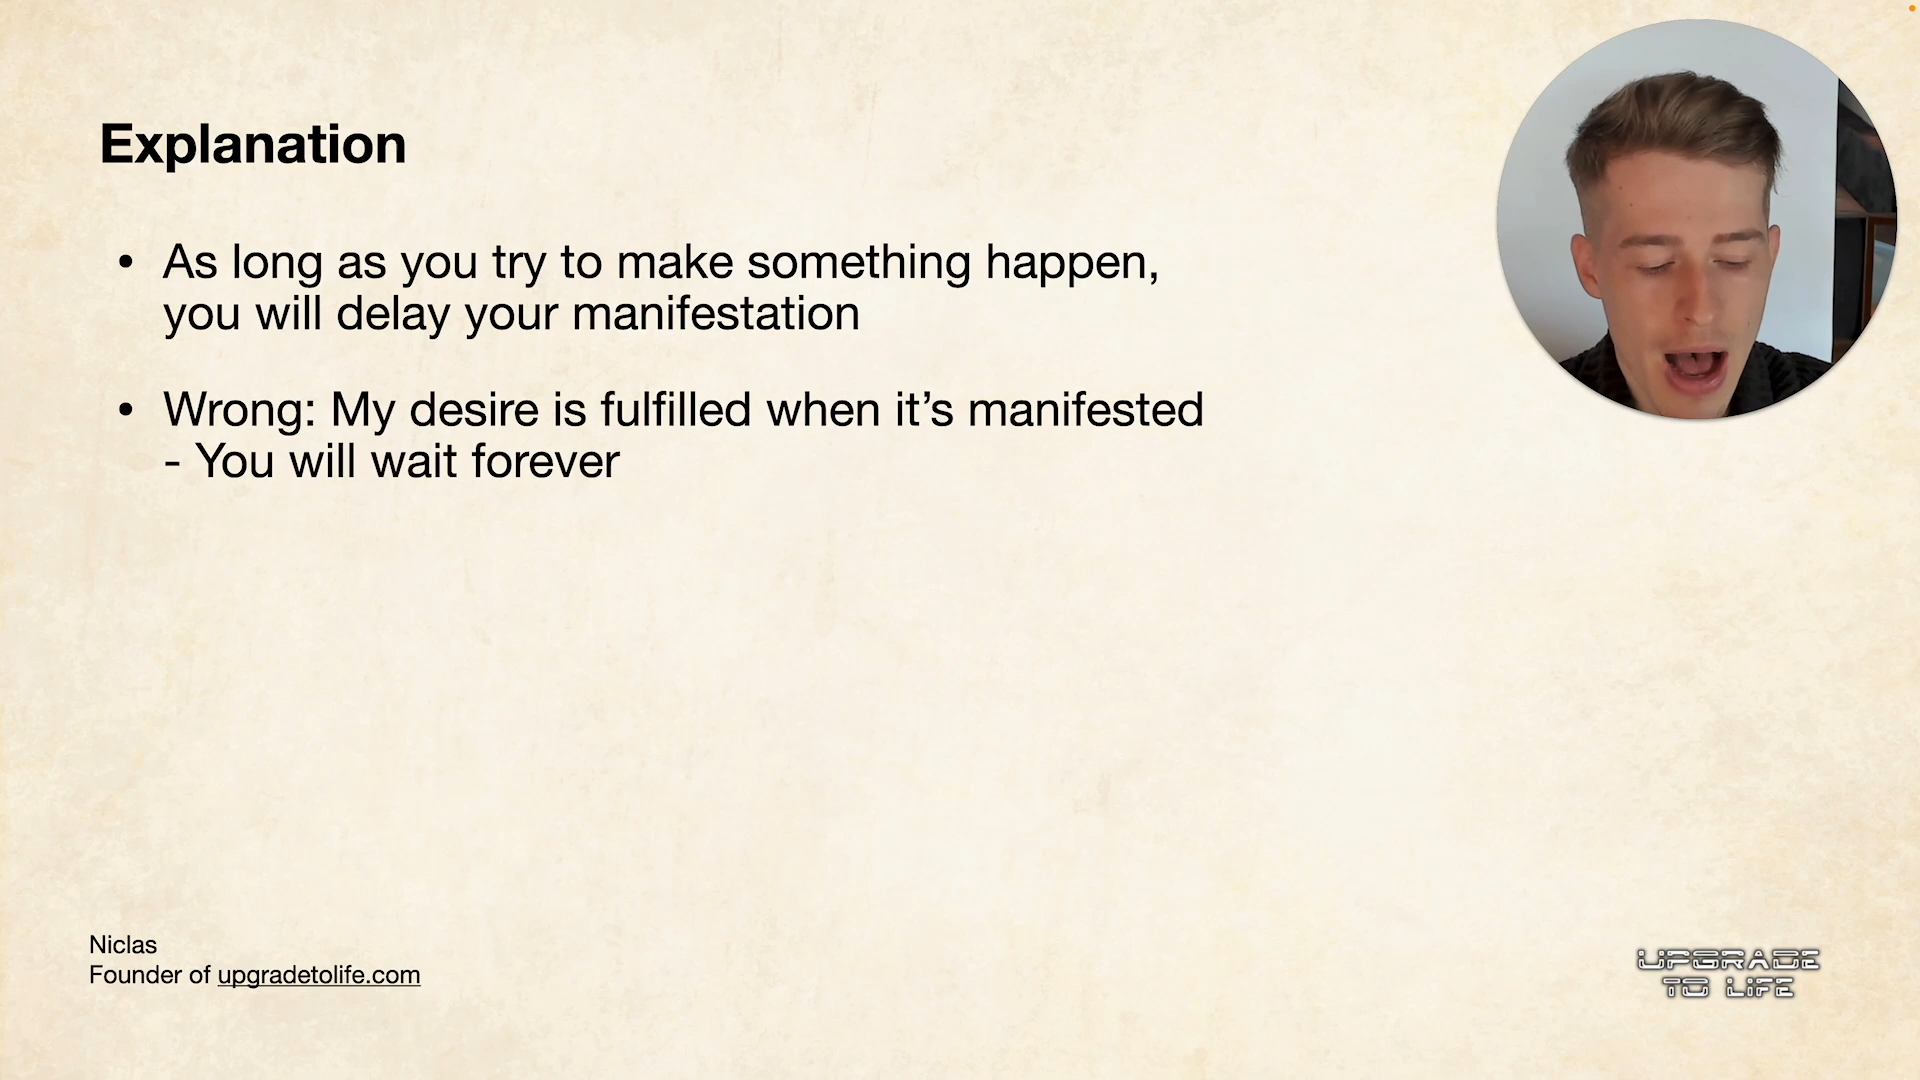 Explanation
• As long as you try to make something happen,
you will delay your manifestation
• Wrong: My desire is fulfilled when it’s manifested
- You will wait forever
Niclas
Founder of upgradetolife.com
UPGRADE
TO LIFE